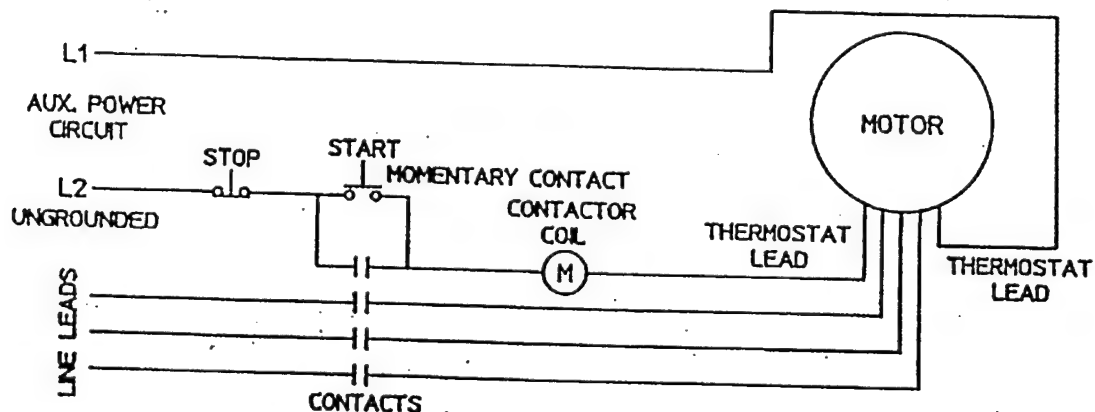 L1
AUX. POWER
CIRCUIT
STOP
START
MOMENTARY CONTACT
L2
UNGROUNDED
CONTACTOR
COIL
M
THERMOSTAT
LEAD
MOTOR
THERMOSTAT
LEAD
LINE LEADS
CONTACTS